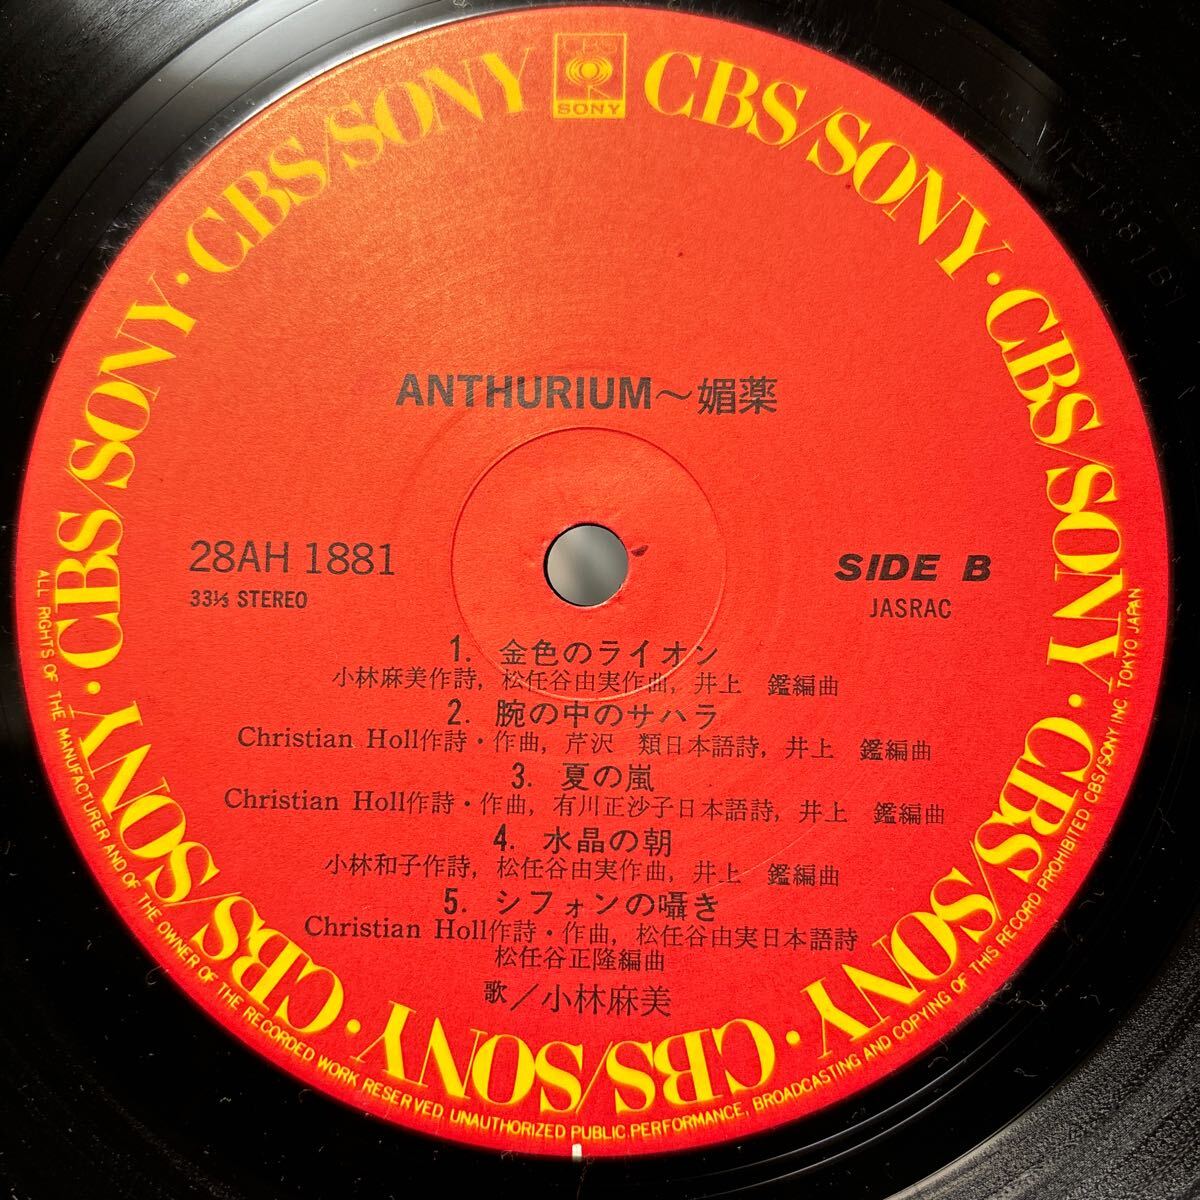 CBS/SONY · CBS/SONY · CBS/SONY · CBS/SONY · CBS/SONY · CBS/SONY · CBS/SONY · CBS/SONY · CBS/SONY
CBS
SONY
ANTHURIUM～媚薬
28AH 1881
33⅓ STEREO
SIDE B
JASRAC
1. 金色のライオン
小林麻美作詩, 松任谷由実作曲, 井上 鑑編曲
2. 腕の中のサハラ
Christian Holl作詩・作曲, 芹沢 類日本語詩, 井上 鑑編曲
3. 夏の嵐
Christian Holl作詩・作曲, 有川正沙子日本語詩, 井上 鑑編曲
4. 水晶の朝
小林和子作詩, 松任谷由実作曲, 井上 鑑編曲
5. シフォンの囁き
Christian Holl作詩・作曲, 松任谷由実日本語詩
松任谷正隆編曲
歌／小林麻美
ALL RIGHTS OF THE MANUFACTURER AND OF THE OWNER OF THE RECORDED WORK RESERVED. UNAUTHORIZED PUBLIC PERFORMANCE, BROADCASTING AND COPYING OF THIS RECORD PROHIBITED. CBS/SONY INC. TOKYO JAPAN